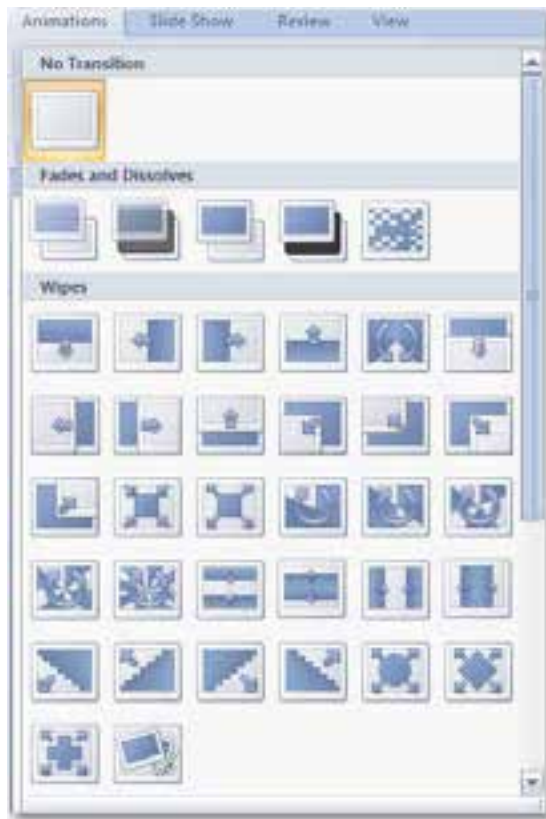 Animations Slide Show Review View
No Transition
Fades and Dissolves
Wipes